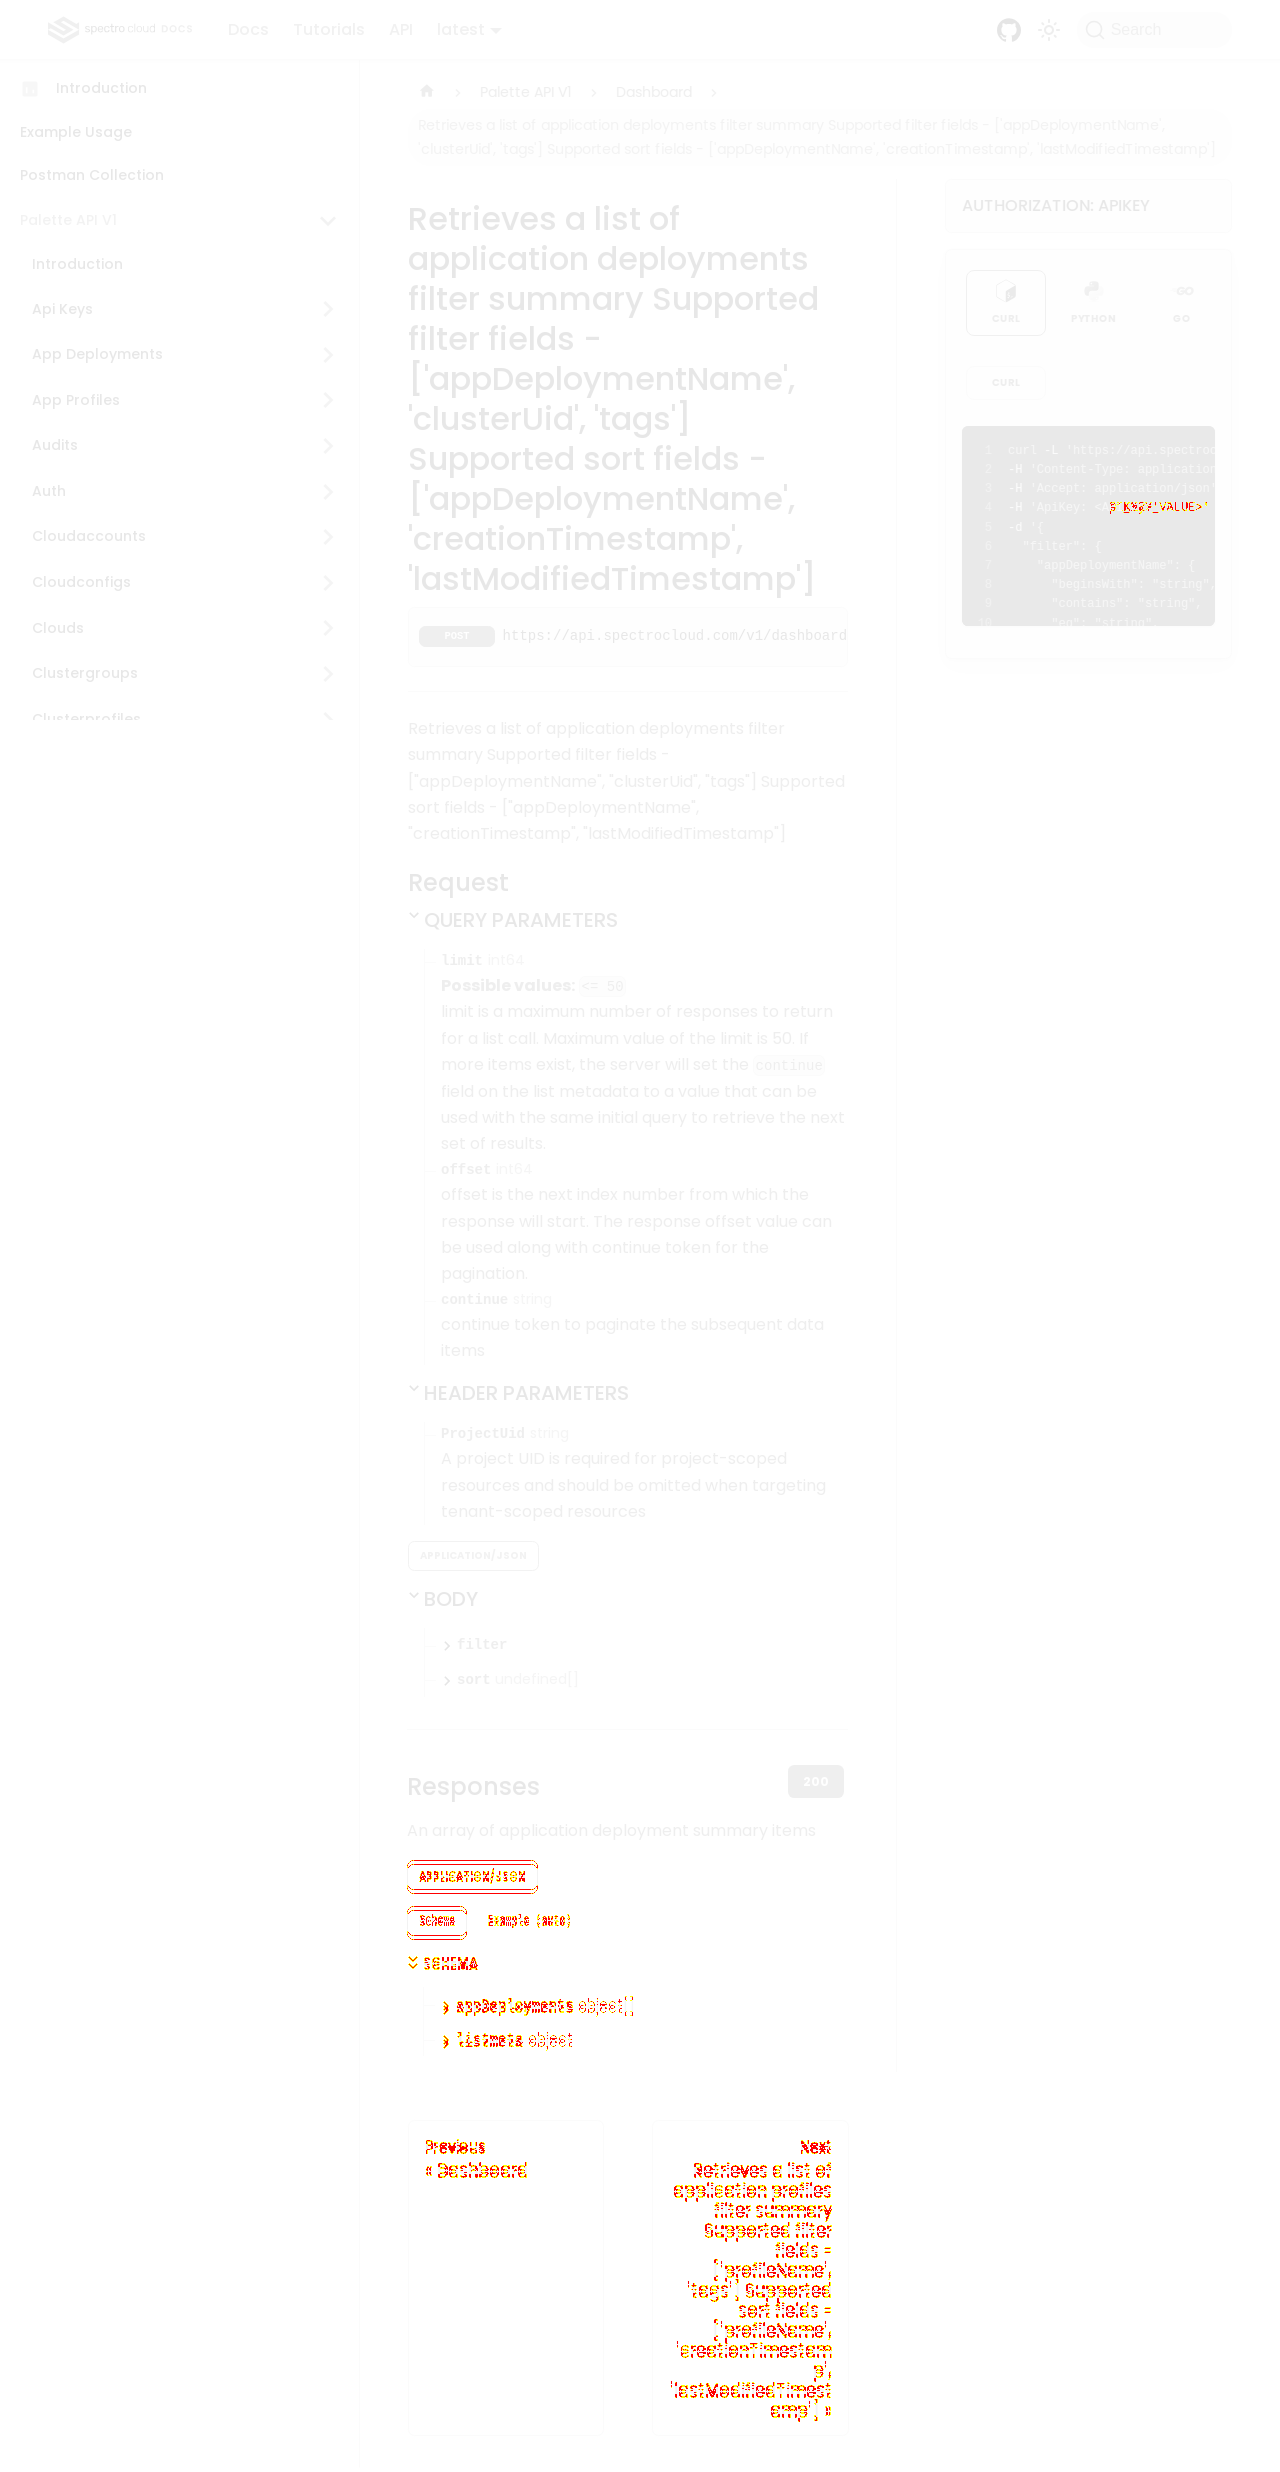 spectro cloud DOCS
Docs
Tutorials
API
latest
Search
Introduction
Example Usage
Postman Collection
Palette API V1
Introduction
Api Keys
App Deployments
App Profiles
Audits
Auth
Cloudaccounts
Cloudconfigs
Clouds
Clustergroups
Clusterprofiles
Palette API V1
Dashboard
Retrieves a list of application deployments filter summary Supported filter fields - ['appDeploymentName',
'clusterUid', 'tags'] Supported sort fields - ['appDeploymentName', 'creationTimestamp', 'lastModifiedTimestamp']
Retrieves a list of
application deployments
filter summary Supported
filter fields -
['appDeploymentName',
'clusterUid', 'tags']
Supported sort fields -
['appDeploymentName',
'creationTimestamp',
'lastModifiedTimestamp']
POST https://api.spectrocloud.com/v1/dashboard
Retrieves a list of application deployments filter
summary Supported filter fields -
["appDeploymentName", "clusterUid", "tags"] Supported
sort fields - ["appDeploymentName",
"creationTimestamp", "lastModifiedTimestamp"]
Request
QUERY PARAMETERS
limit int64
Possible values: <= 50
limit is a maximum number of responses to return
for a list call. Maximum value of the limit is 50. If
more items exist, the server will set the continue
field on the list metadata to a value that can be
used with the same initial query to retrieve the next
set of results.
offset int64
offset is the next index number from which the
response will start. The response offset value can
be used along with continue token for the
pagination.
continue string
continue token to paginate the subsequent data
items
HEADER PARAMETERS
ProjectUid string
A project UID is required for project-scoped
resources and should be omitted when targeting
tenant-scoped resources
APPLICATION/JSON
BODY
filter
sort undefined[]
Responses
200
An array of application deployment summary items
APPLICATION/JSON
Schema
Example (auto)
SCHEMA
appDeployments object[]
listmeta object
Previous
« Dashboard
Next
Retrieves a list of
application profiles
filter summary
Supported filter
fields -
['profileName',
'tags'] Supported
sort fields -
['profileName',
'creationTimestam
p',
'lastModifiedTimest
amp'] »
AUTHORIZATION: APIKEY
CURL
PYTHON
GO
GO
CURL
1 curl -L 'https://api.spectroc
2 -H 'Content-Type: application
3 -H 'Accept: application/json'
4 -H 'ApiKey: <A
5 -d '{
6 "filter": {
7 "appDeploymentName": {
8 "beginsWith": "string",
9 "contains": "string",
10 "eq": "string"